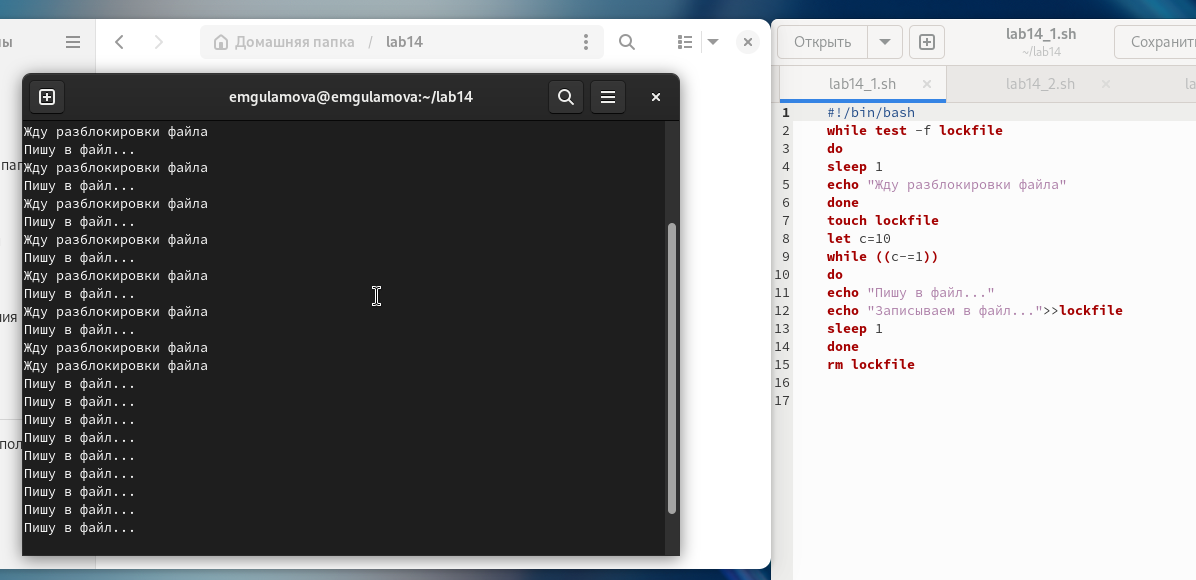 ны
Домашняя папка / lab14
Открыть
lab14_1.sh
~/lab14
Сохранить
lab14_1.sh
lab14_2.sh
la
emgulamova@emgulamova:~/lab14
пап
ния
пол
Жду разблокировки файла
Пишу в файл...
Жду разблокировки файла
Пишу в файл...
Жду разблокировки файла
Пишу в файл...
Жду разблокировки файла
Пишу в файл...
Жду разблокировки файла
Пишу в файл...
Жду разблокировки файла
Пишу в файл...
Жду разблокировки файла
Жду разблокировки файла
Пишу в файл...
Пишу в файл...
Пишу в файл...
Пишу в файл...
Пишу в файл...
Пишу в файл...
Пишу в файл...
Пишу в файл...
Пишу в файл...
1 #!/bin/bash
2 while test -f lockfile
3 do
4 sleep 1
5 echo "Жду разблокировки файла"
6 done
7 touch lockfile
8 let c=10
9 while ((c-=1))
10 do
11 echo "Пишу в файл..."
12 echo "Записываем в файл...">>lockfile
13 sleep 1
14 done
15 rm lockfile
16
17